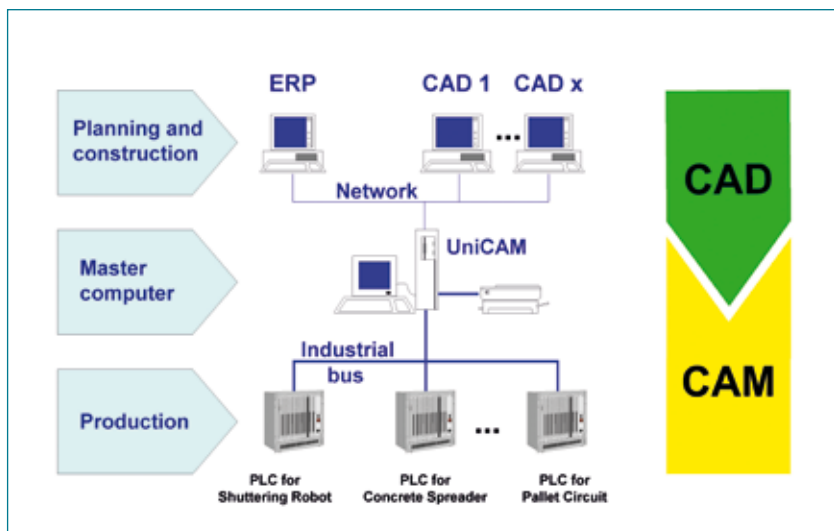 ERP
CAD 1
CAD x
Planning and
construction
...
Network
CAD
UniCAM
Master
computer
Industrial
bus
CAM
Production
...
PLC for
Shuttering Robot
PLC for
Concrete Spreader
PLC for
Pallet Circuit